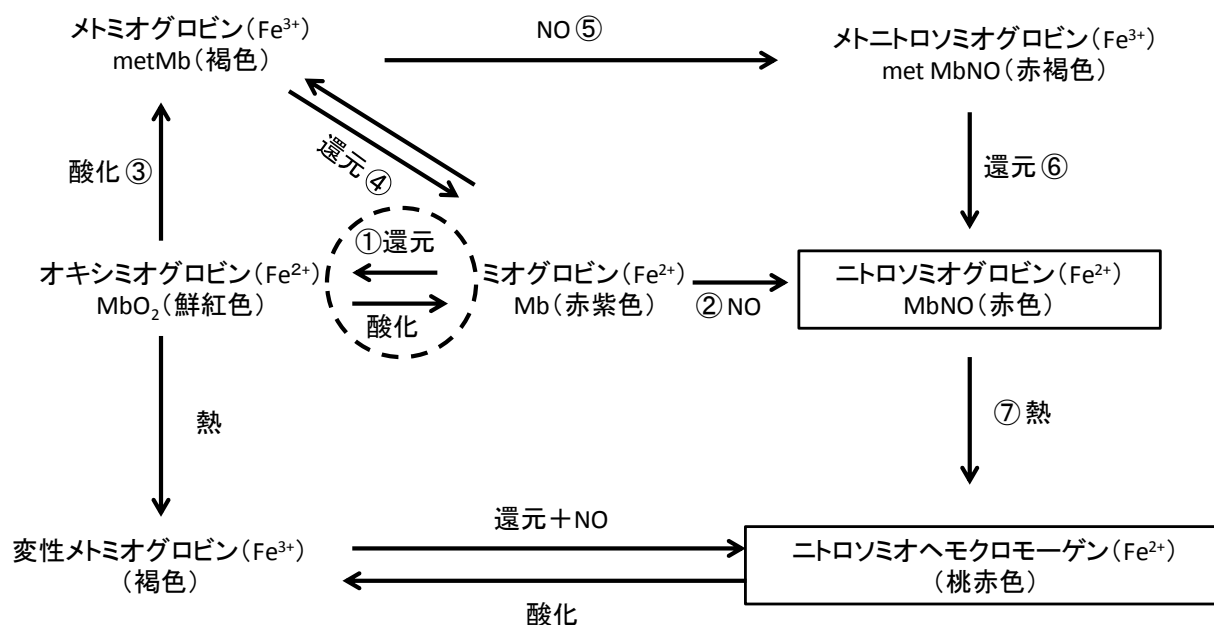 メトミオグロビン(Fe³⁺)
metMb(褐色)
NO ⑤
メトニトロソミオグロビン(Fe³⁺)
met MbNO(赤褐色)
酸化 ③
還元 ④
還元 ⑥
①還元
オキシミオグロビン(Fe²⁺)
MbO₂(鮮紅色)
ミオグロビン(Fe²⁺)
Mb(赤紫色)
酸化
② NO
ニトロソミオグロビン(Fe²⁺)
MbNO(赤色)
熱
⑦ 熱
変性メトミオグロビン(Fe³⁺)
(褐色)
還元+NO
酸化
ニトロソミオヘモクロモーゲン(Fe²⁺)
(桃赤色)